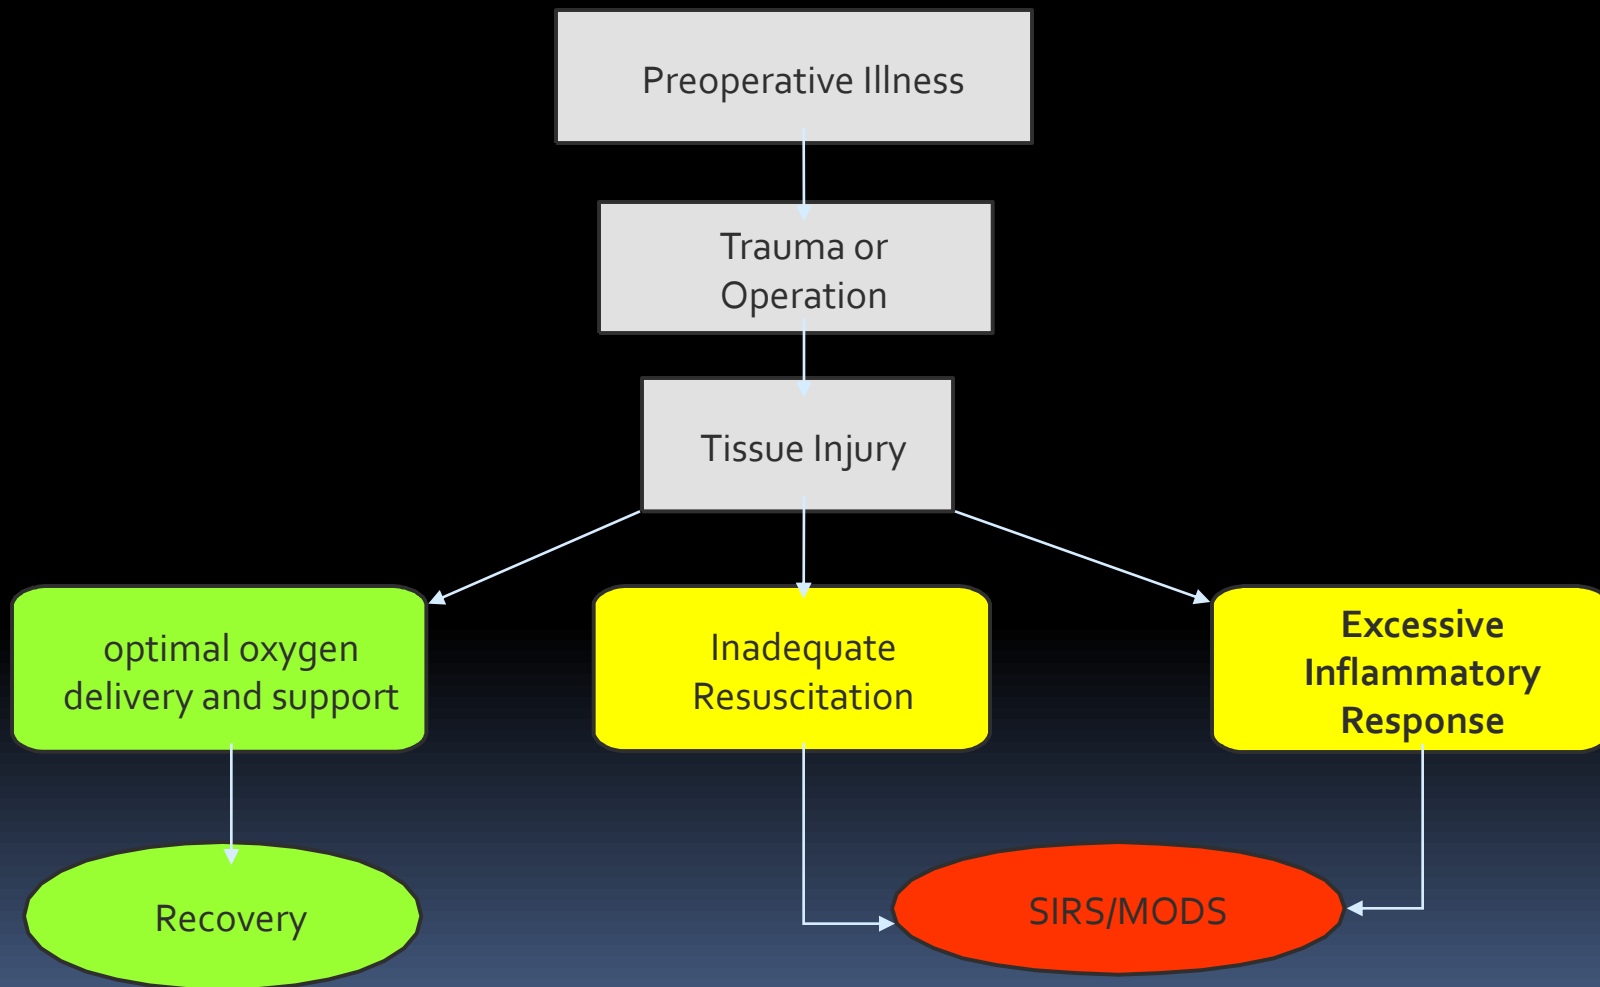 Preoperative Illness
Trauma or
Operation
Tissue Injury
optimal oxygen
delivery and support
Inadequate
Resuscitation
Excessive
Inflammatory
Response
Recovery
SIRS/MODS